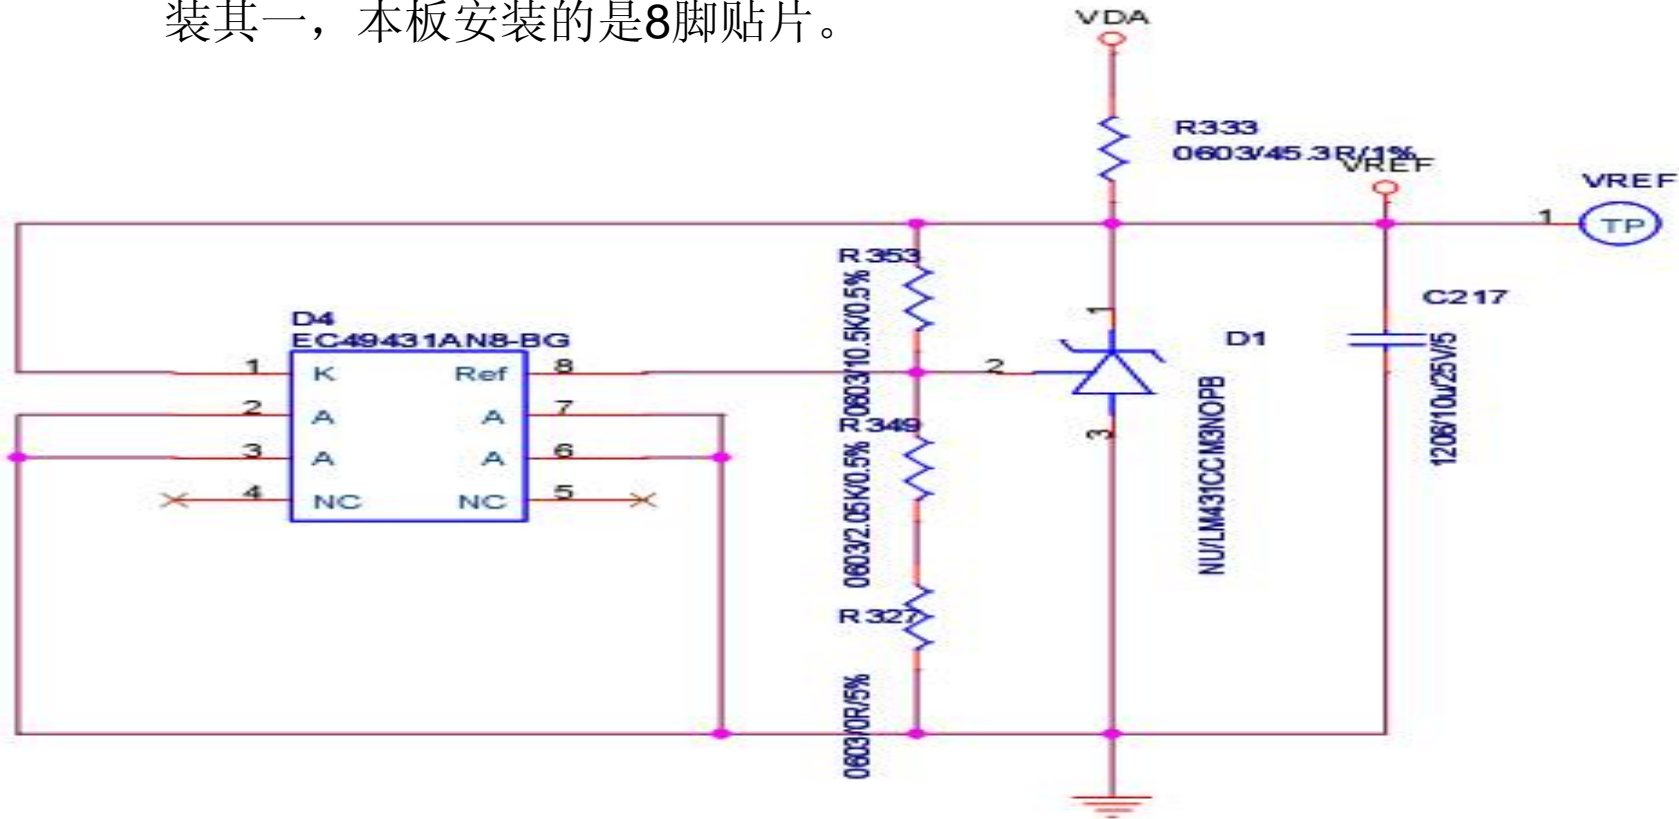 装其一，本板安装的是8脚贴片。
VDA
R333
0603/45.3R/1%
VREF
VREF
1
TP
R353
0603/10.5K/0.5%
C217
1206/10u/25V/5
D4
EC49431AN8-BG
1
K
Ref
8
2
A
A
7
3
A
A
6
4
NC
NC
5
R349
0603/2.05K/0.5%
1
2
3
D1
NU/LM431CCM3NOPB
R327
0603/0R/5%